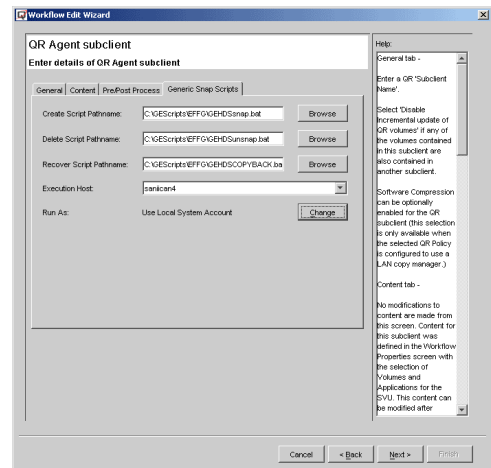 Workflow Edit Wizard
QR Agent subclient
Enter details of QR Agent subclient
General
Content
Pre/Post Process
Generic Snap Scripts
Create Script Pathname:
C:\GEScripts\EFFG\GEHDSsnap.bat
Browse
Delete Script Pathname:
C:\GEScripts\EFFG\GEHDSunsnap.bat
Browse
Recover Script Pathname:
C:\GEScripts\EFFG\GEHDSCOPYBACK.ba
Browse
Execution Host:
saniican4
Run As:
Use Local System Account
Change
Help:
General tab -
Enter a QR 'Subclient
Name'.
Select 'Disable
Incremental update of
QR volumes' if any of
the volumes contained
in this subclient are
also contained in
another subclient.
Software Compression
can be optionally
enabled for the QR
subclient (this selection
is only available when
the selected QR Policy
is configured to use a
LAN copy manager.)
Content tab -
No modifications to
content are made from
this screen. Content for
this subclient was
defined in the Workflow
Properties screen with
the selection of
Volumes and
Applications for the
SVU. This content can
be modified after
Cancel
< Back
Next >
Finish